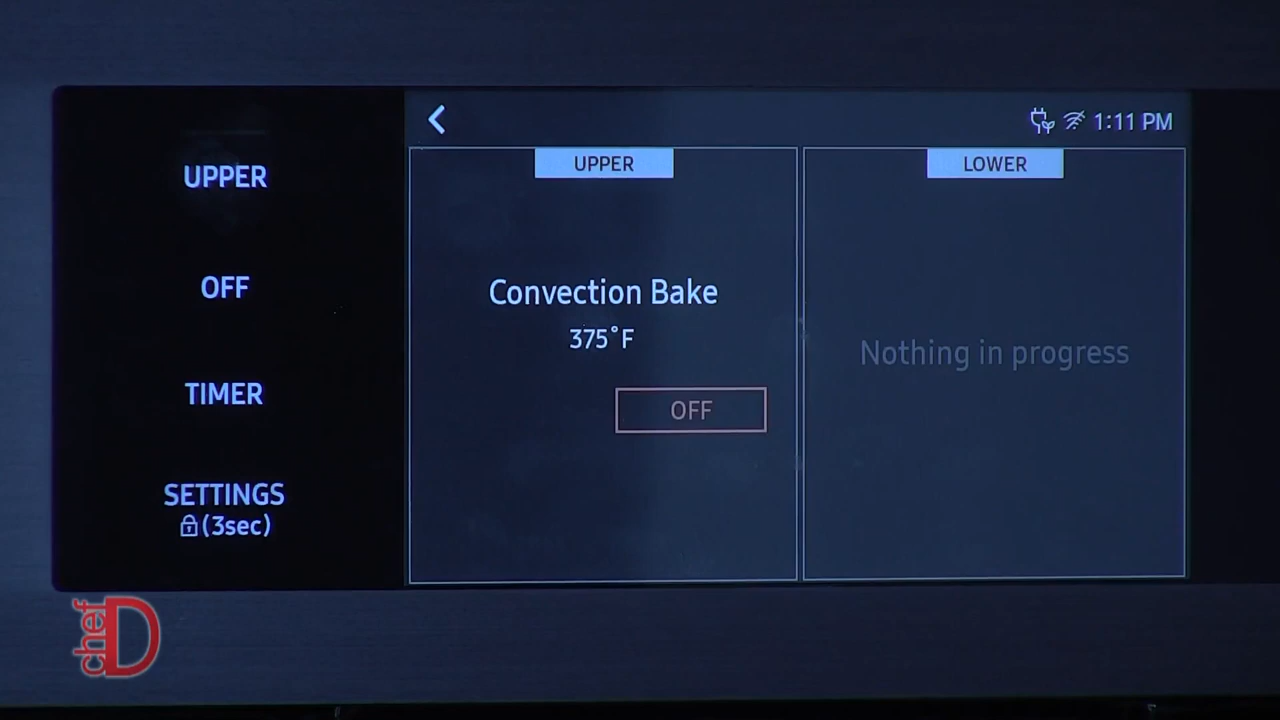 UPPER
OFF
TIMER
SETTINGS
(3sec)
1:11 PM
UPPER
Convection Bake
375°F
OFF
LOWER
Nothing in progress
chef D